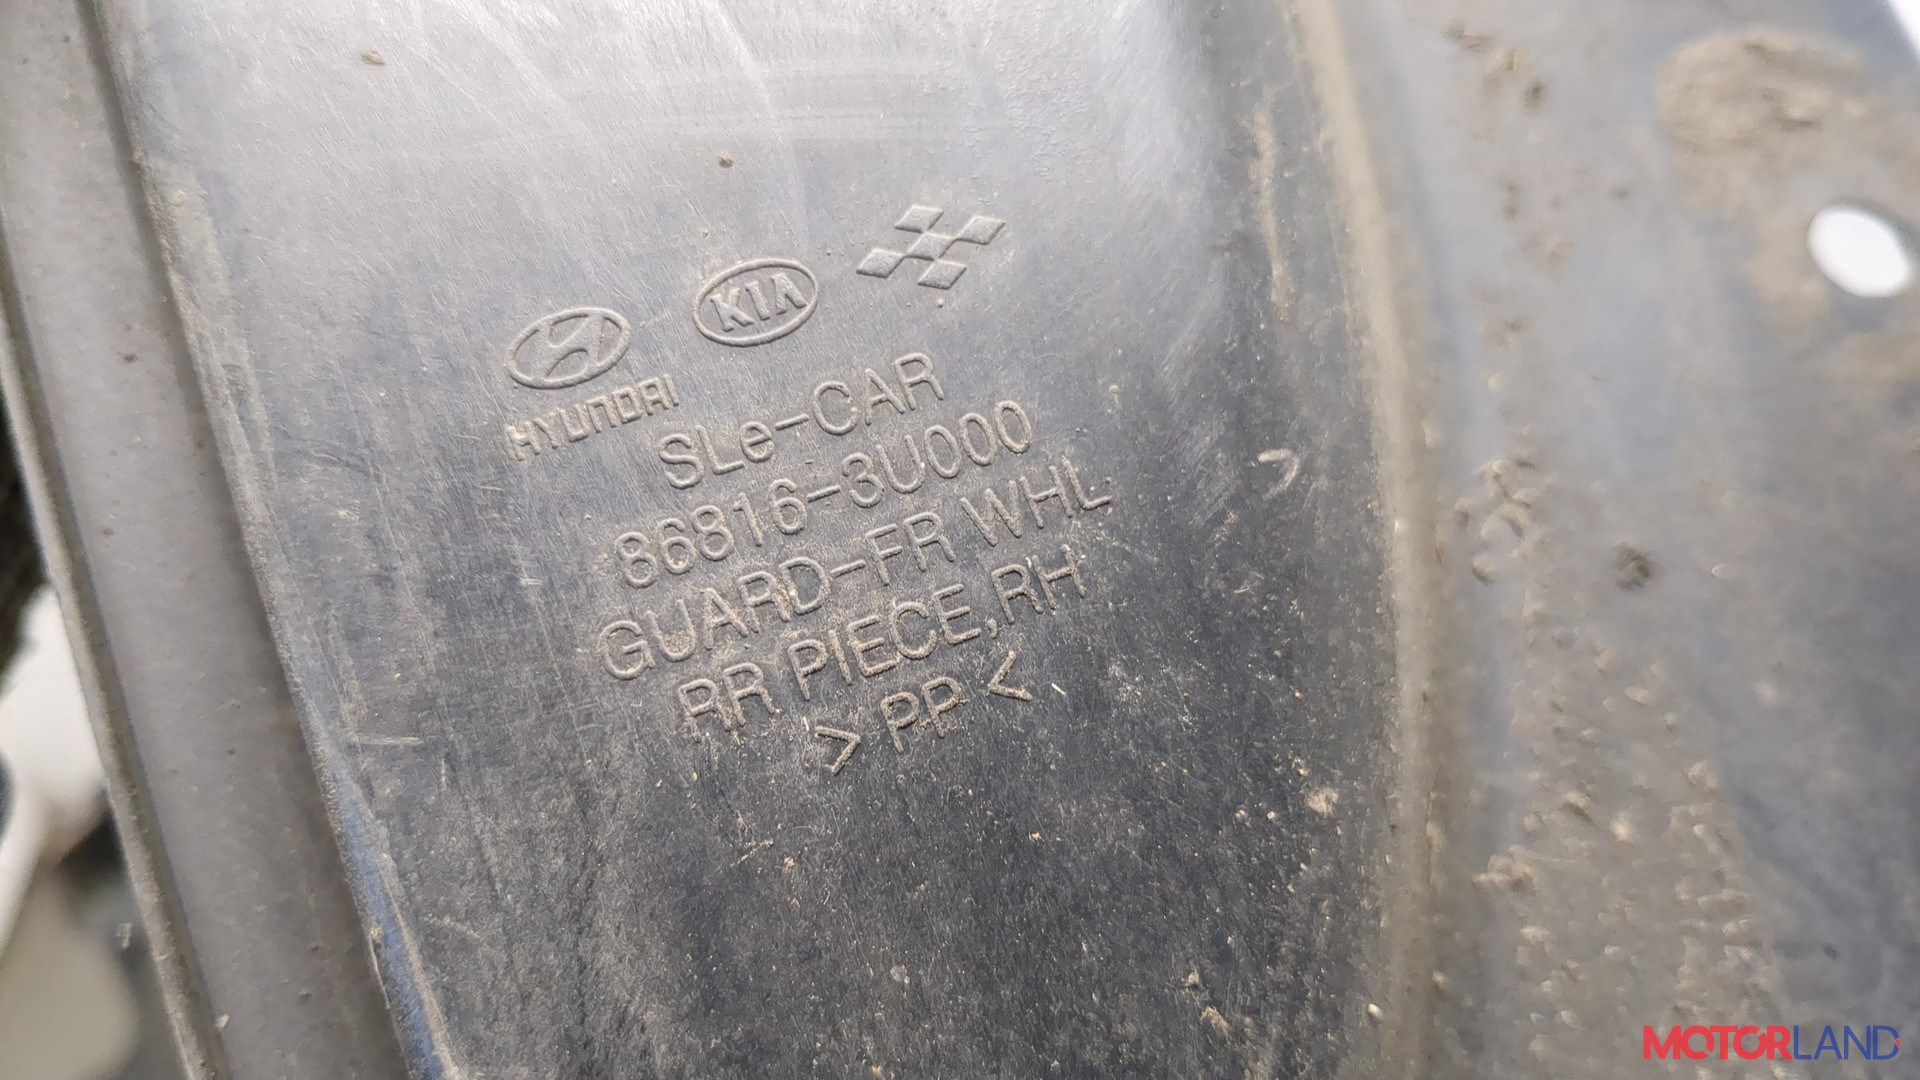 HYUNDAI
KIA
SLe-CAR
86816-3U000
GUARD-FR WHL
RR PIECE,RH
> PP <
MOTORLAND